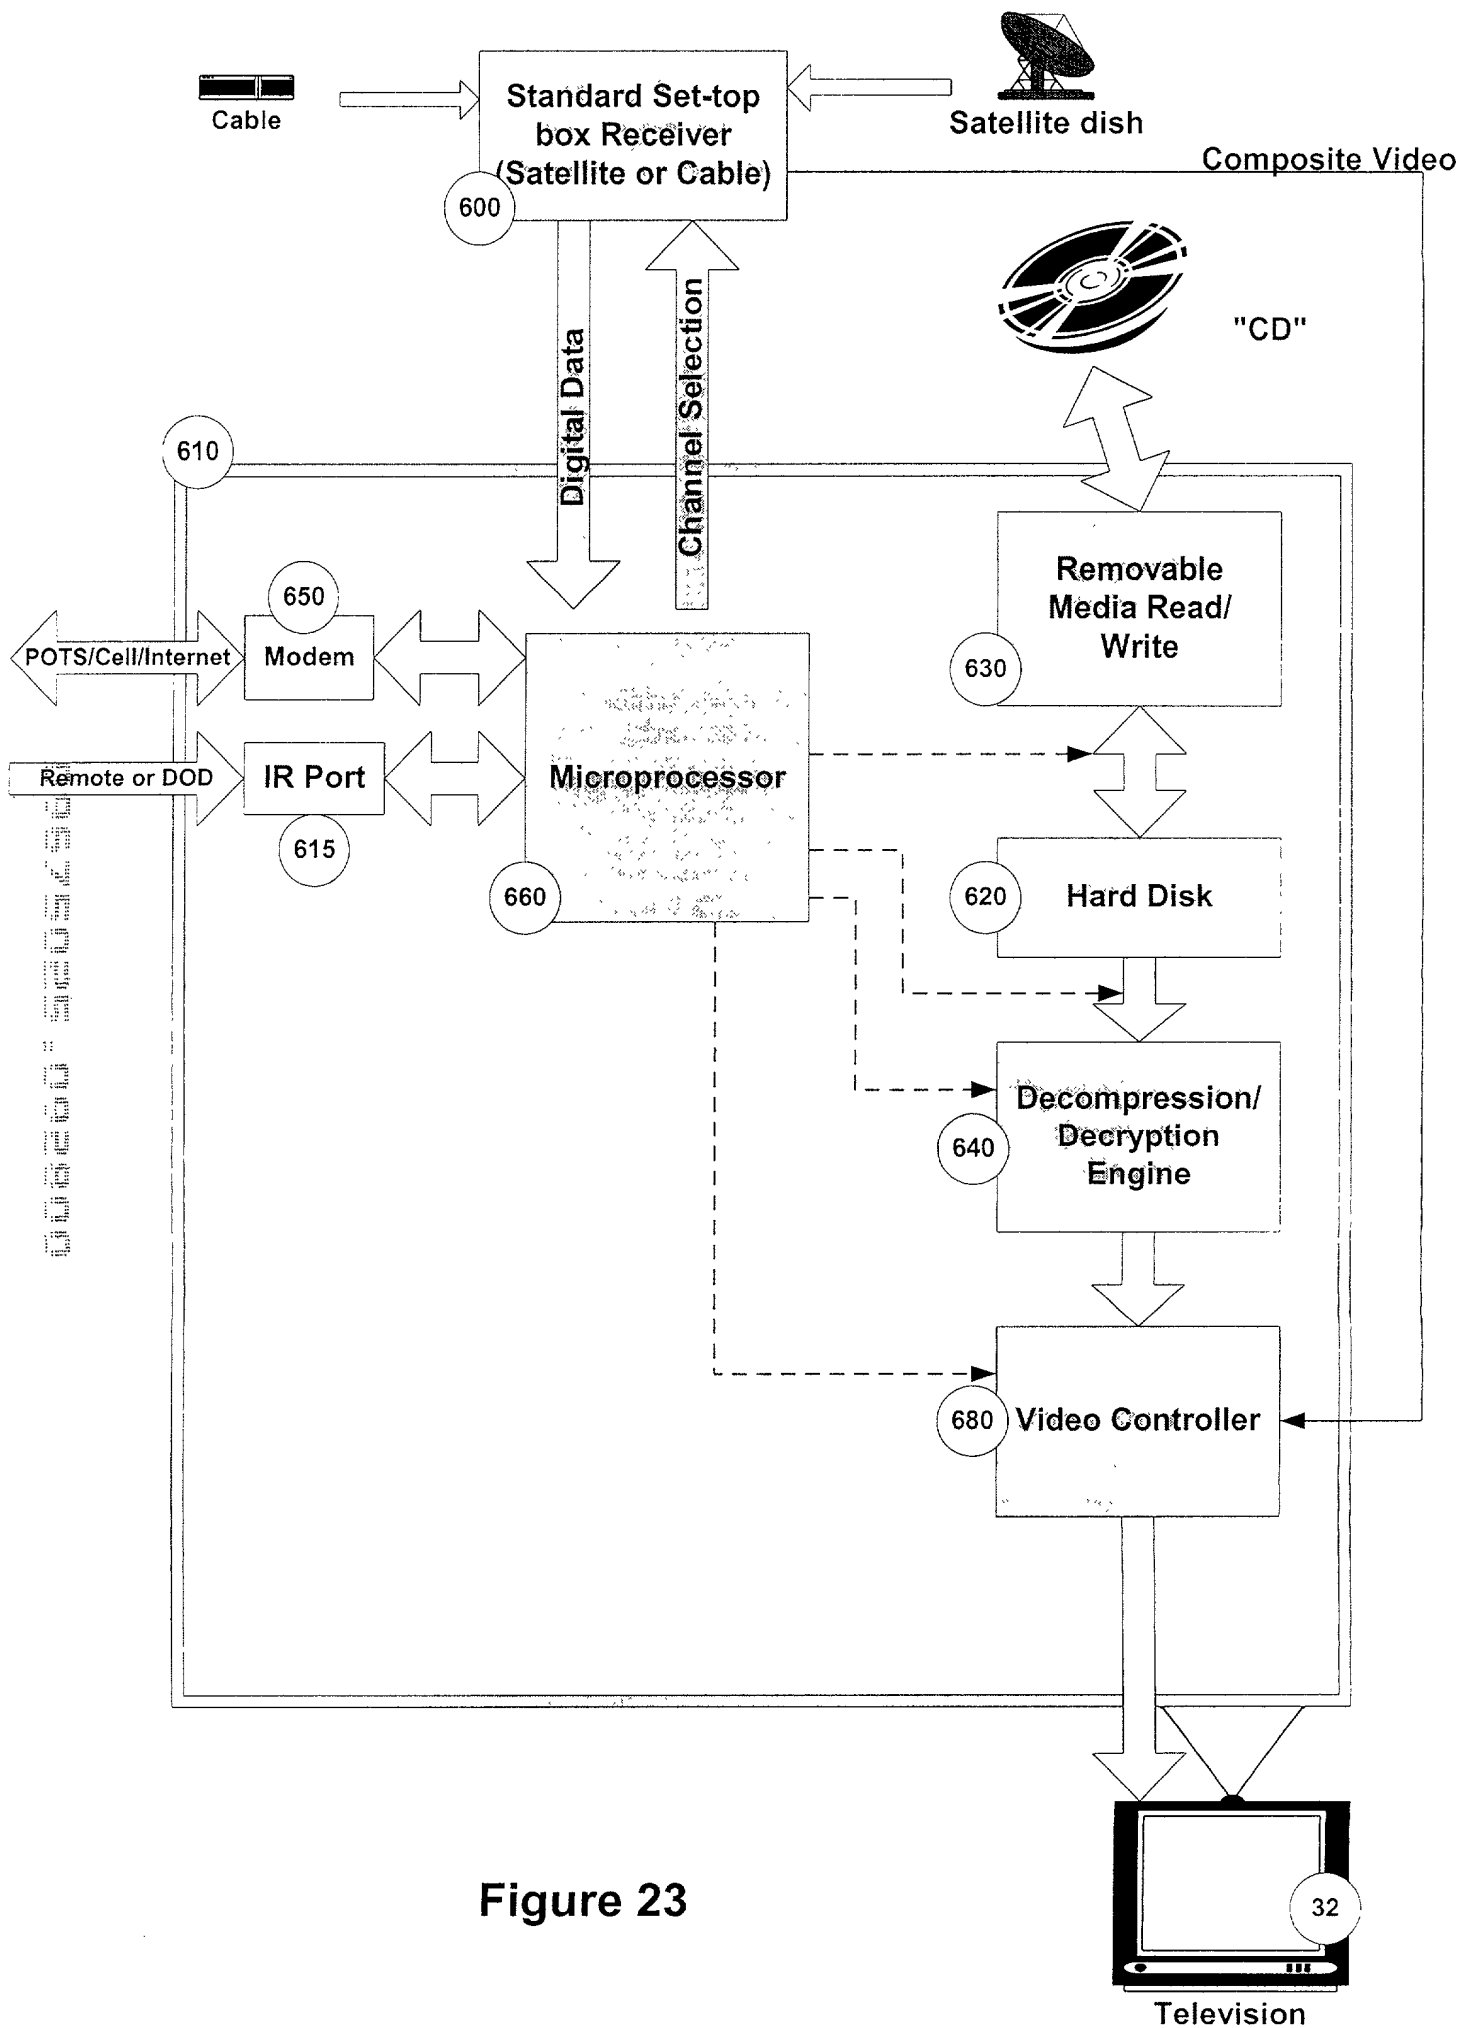 Cable
Standard Set-top
box Receiver
(Satellite or Cable)
600
Satellite dish
Composite Video
"CD"
Digital Data
Channel Selection
610
650
POTS/Cell/Internet
Modem
Removable
Media Read/
Write
630
Remote or DOD
IR Port
615
Microprocessor
660
620
Hard Disk
Decompression/
Decryption
Engine
640
680
Video Controller
Figure 23
32
Television